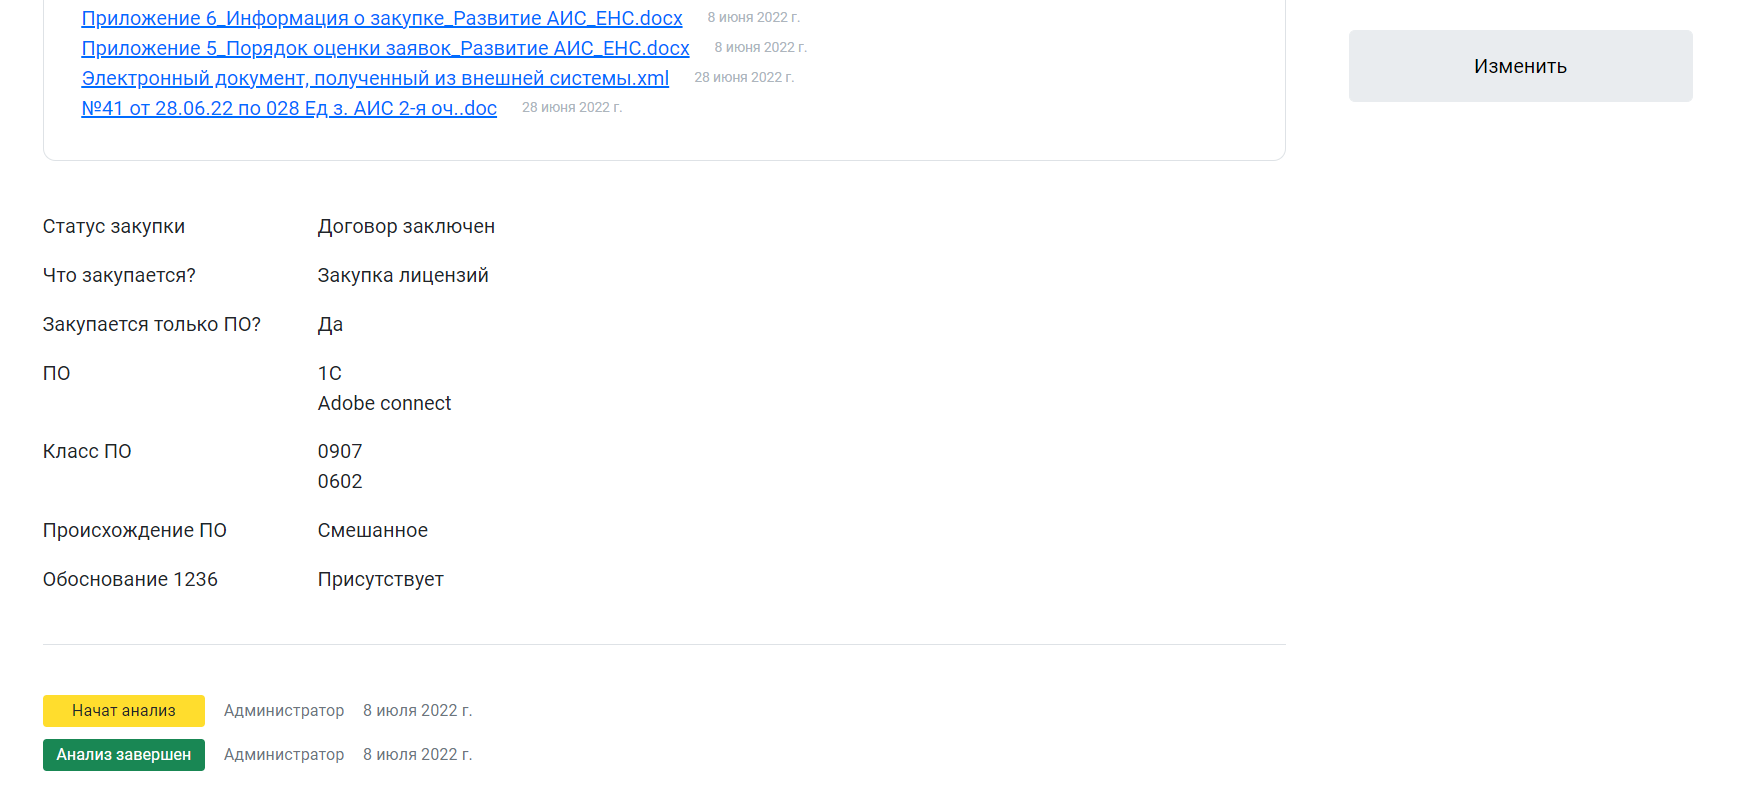 Приложение 6_Информация о закупке_Развитие АИС_ЕНС.docx 8 июня 2022 г.
Приложение 5_Порядок оценки заявок_Развитие АИС_ЕНС.docx 8 июня 2022 г.
Электронный документ, полученный из внешней системы.xml 28 июня 2022 г.
№41 от 28.06.22 по 028 Ед з. АИС 2-я оч..doc 28 июня 2022 г.
Изменить
Статус закупки Договор заключен
Что закупается? Закупка лицензий
Закупается только ПО? Да
ПО 1С
Adobe connect
Класс ПО 0907
0602
Происхождение ПО Смешанное
Обоснование 1236 Присутствует
Начат анализ Администратор 8 июля 2022 г.
Анализ завершен Администратор 8 июля 2022 г.